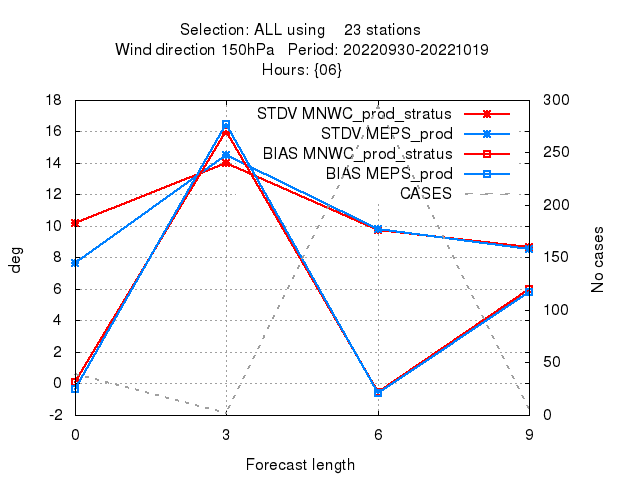 Selection: ALL using    23 stations
Wind direction 150hPa   Period: 20220930-20221019
Hours: {06}
STDV MNWC_prod_stratus
STDV MEPS_prod
BIAS MNWC_prod_stratus
BIAS MEPS_prod
CASES
18
16
14
12
10
8
6
4
2
0
-2
deg
300
250
200
150
100
50
0
No cases
0 3 6 9
Forecast length